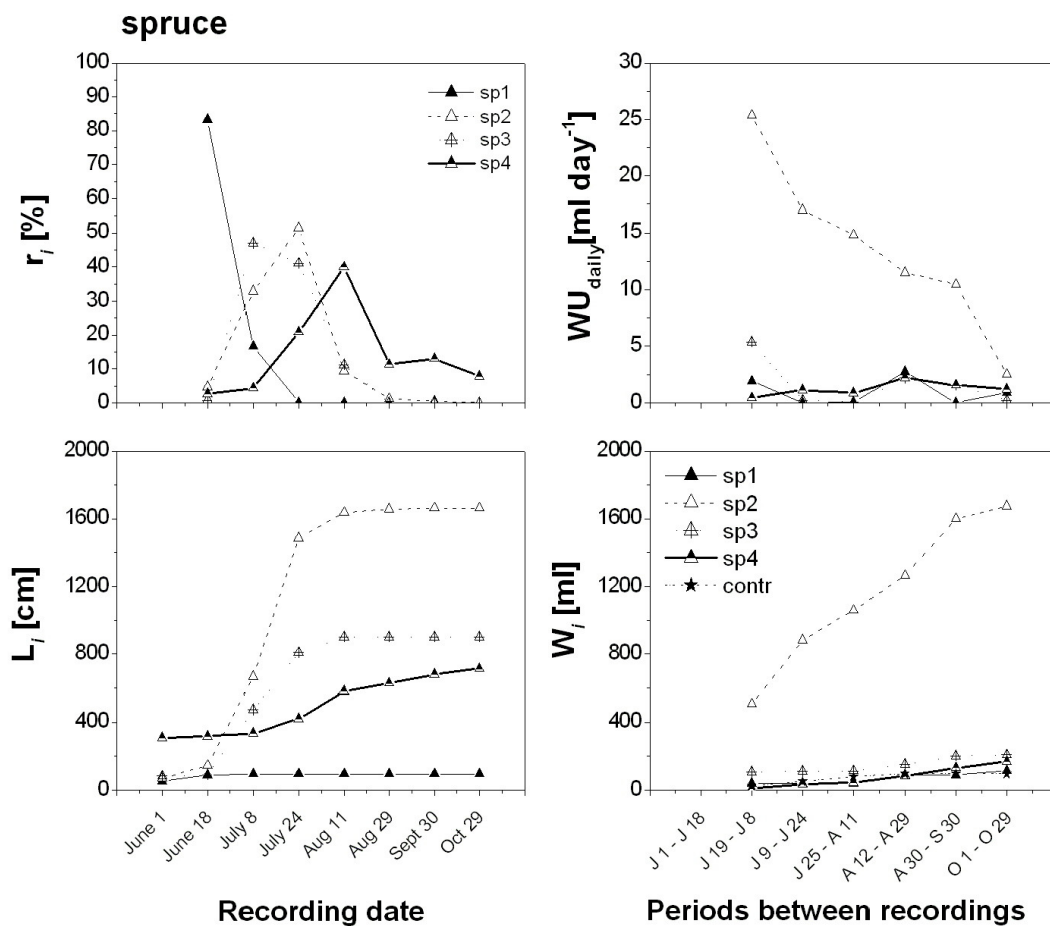 spruce
r_i [%]
100
90
80
70
60
50
40
30
20
10
0
sp1
sp2
sp3
sp4
WU_daily[ml day^-1]
30
25
20
15
10
5
0
L_i [cm]
2000
1600
1200
800
400
0
June 1
June 18
July 8
July 24
Aug 11
Aug 29
Sept 30
Oct 29
Recording date
W_i [ml]
2000
1600
1200
800
400
0
sp1
sp2
sp3
sp4
contr
J 1 - J 18
J 19 - J 8
J 9 - J 24
J 25 - A 11
A 12 - A 29
A 30 - S 30
O 1 - O 29
Periods between recordings